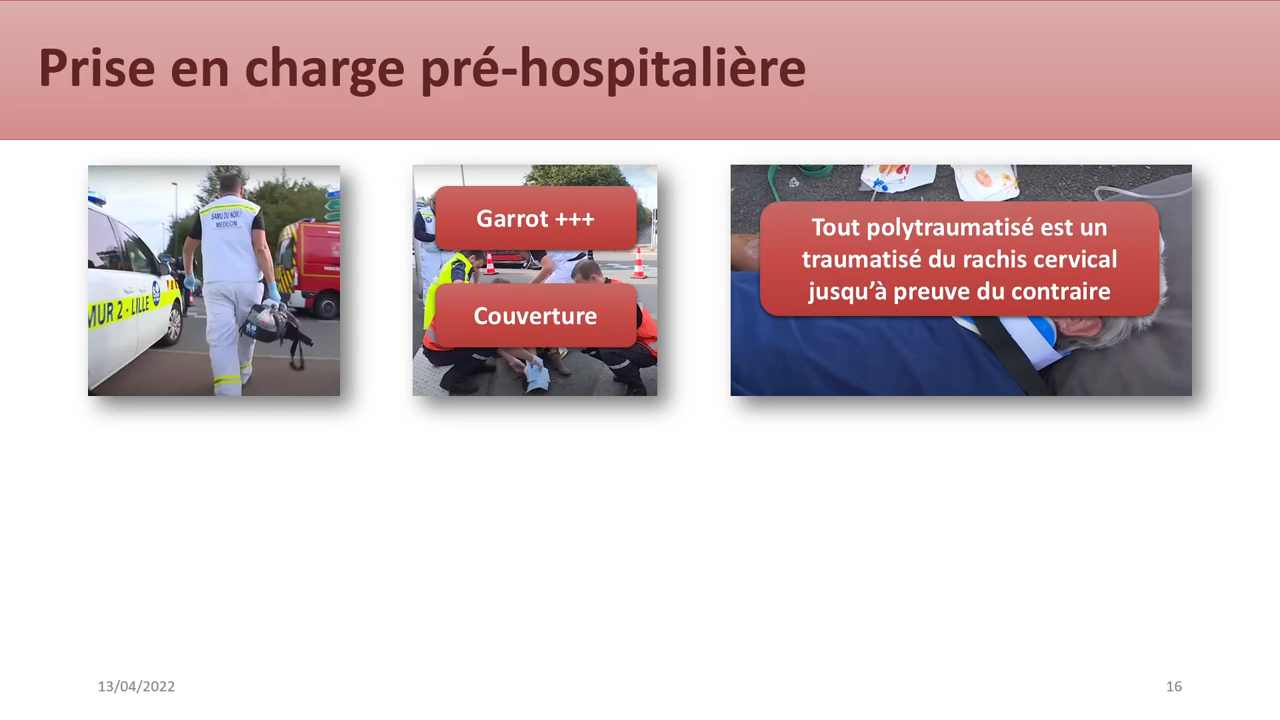 Prise en charge pré-hospitalière
SAMU DU NORD
MEDECIN
MUR 2 - LILLE
Garrot +++
Couverture
Tout polytraumatisé est un
traumatisé du rachis cervical
jusqu’à preuve du contraire
13/04/2022
16